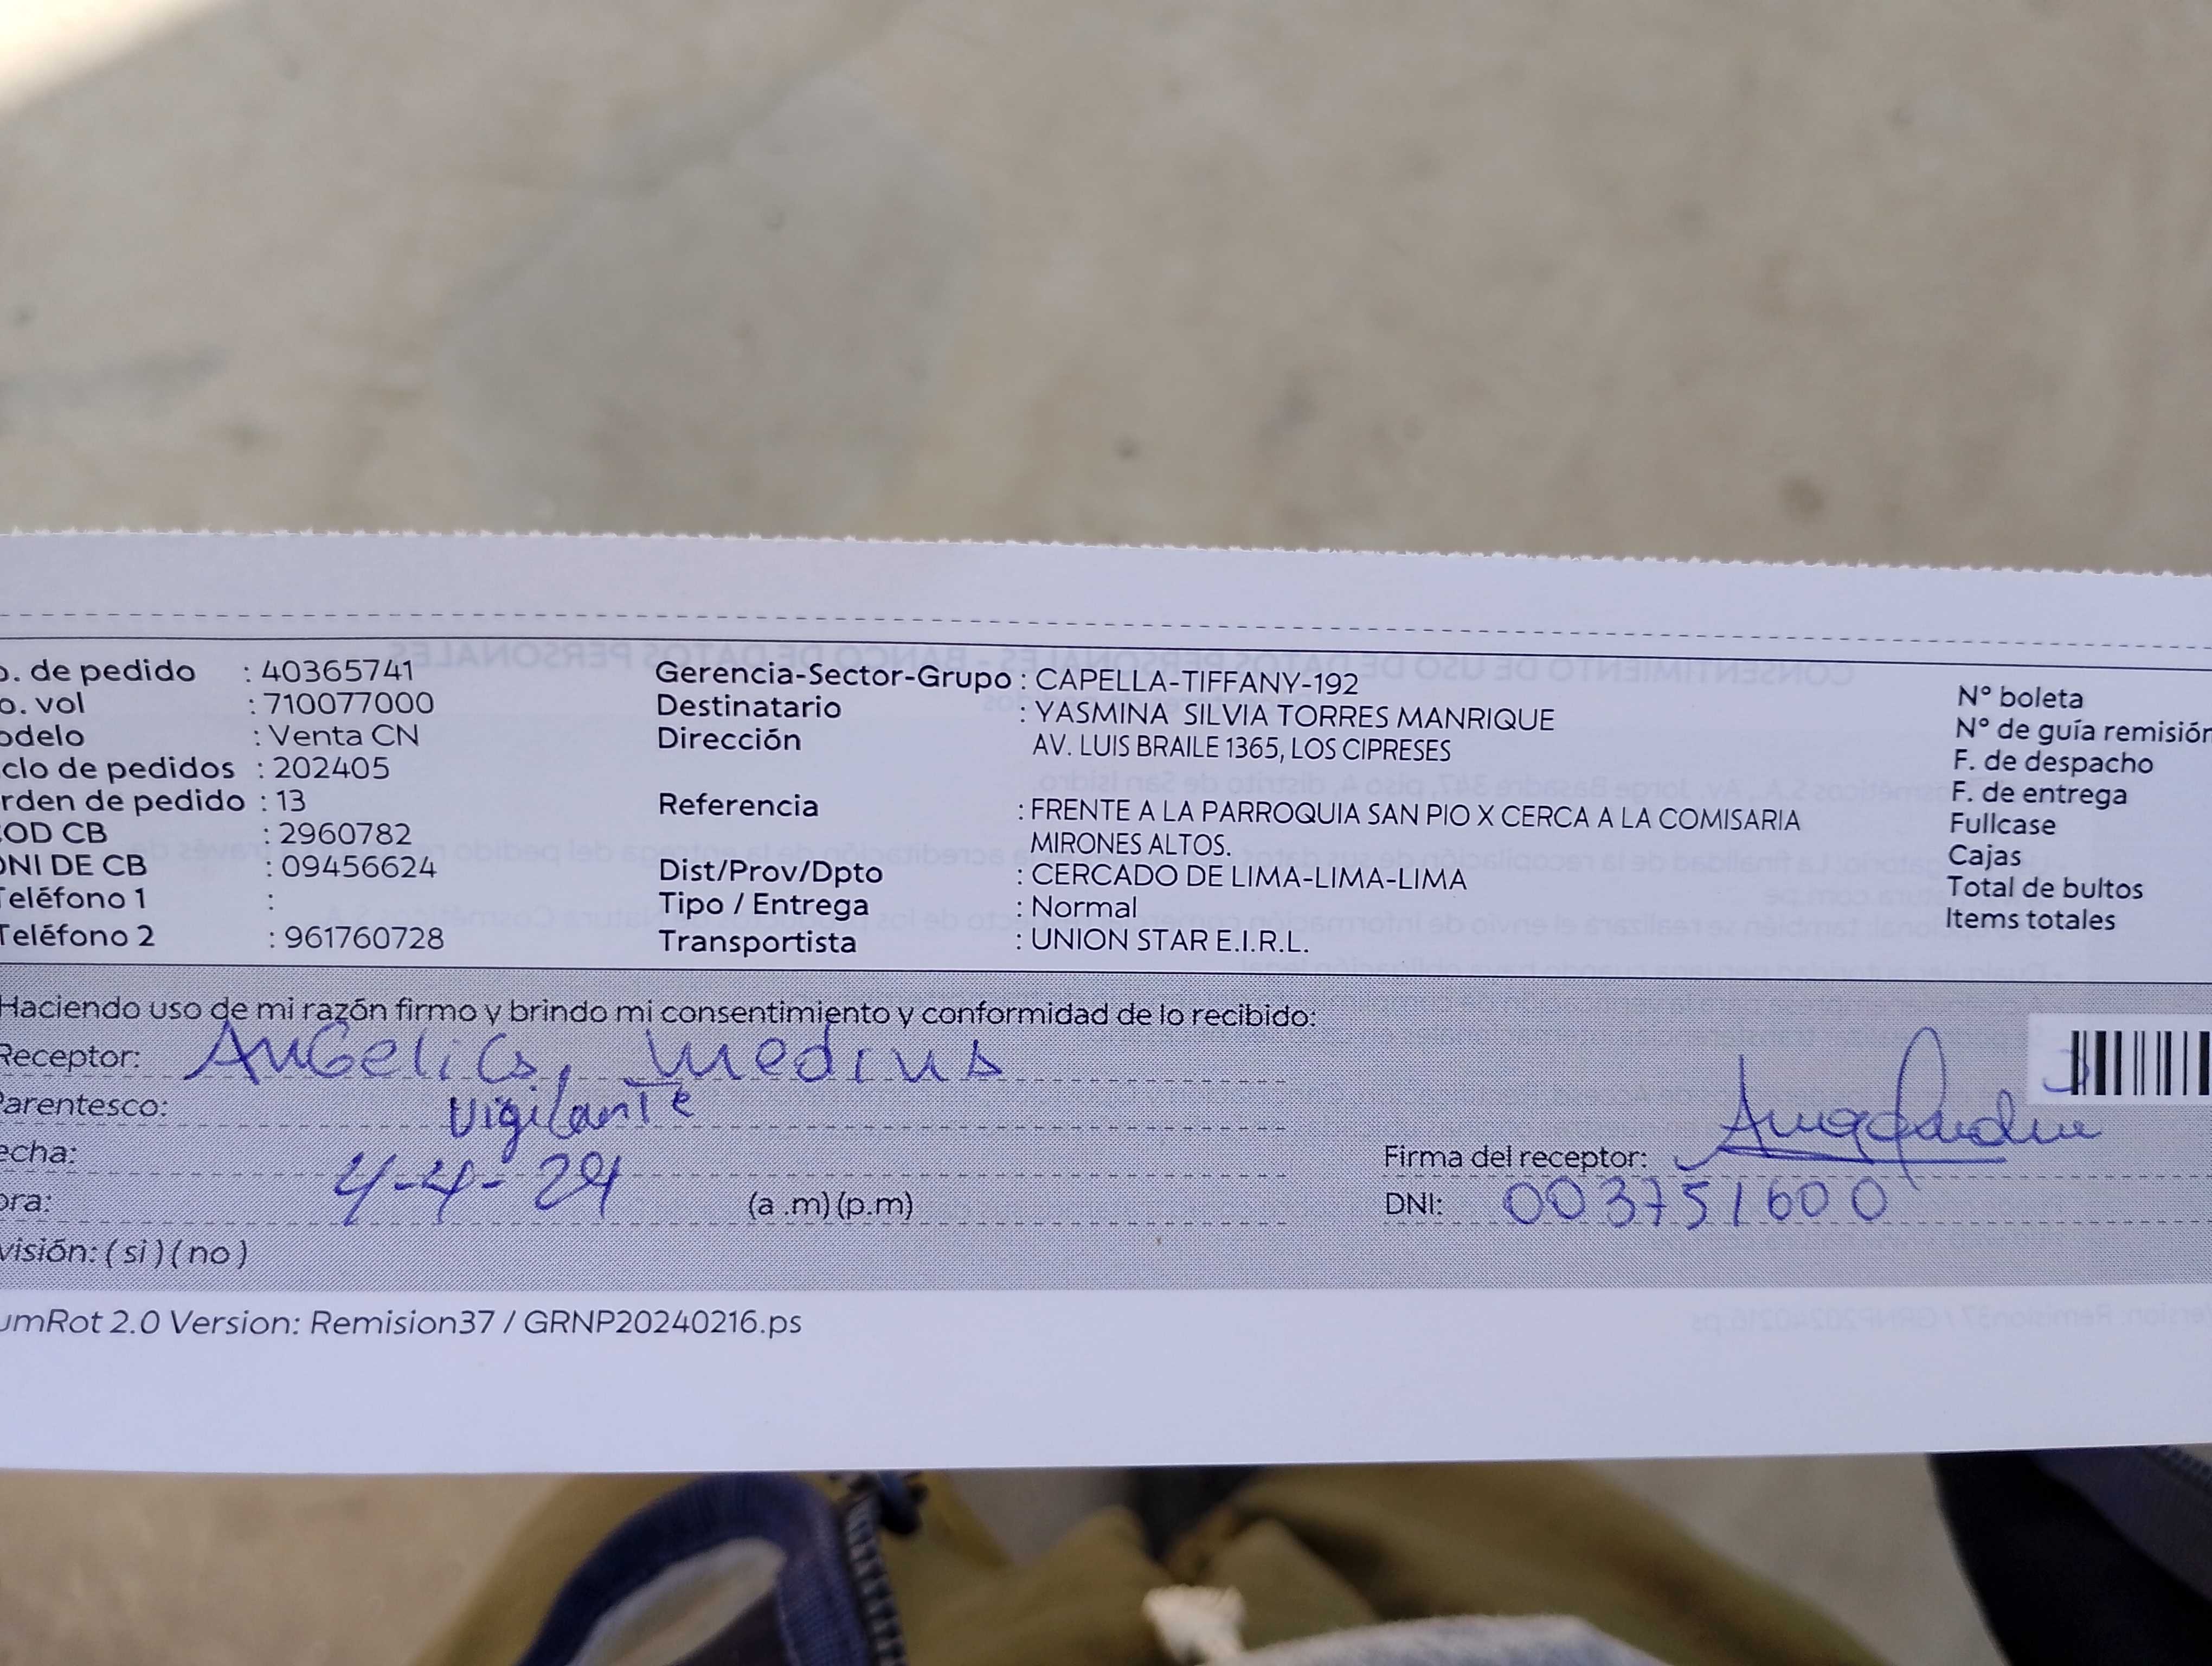 o. de pedido : 40365741 Gerencia-Sector-Grupo : CAPELLA-TIFFANY-192 N° boleta
o. vol : 710077000 Destinatario : YASMINA SILVIA TORRES MANRIQUE N° de guía remisión
odelo : Venta CN Dirección AV. LUIS BRAILE 1365, LOS CIPRESES F. de despacho
clo de pedidos : 202405 F. de entrega
rden de pedido : 13 Referencia : FRENTE A LA PARROQUIA SAN PIO X CERCA A LA COMISARIA Fullcase
OD CB : 2960782 MIRONES ALTOS. Cajas
NI DE CB : 09456624 Dist/Prov/Dpto : CERCADO DE LIMA-LIMA-LIMA Total de bultos
Teléfono 1 : Tipo / Entrega : Normal Items totales
Teléfono 2 : 961760728 Transportista : UNION STAR E.I.R.L.
Haciendo uso de mi razón firmo y brindo mi consentimiento y conformidad de lo recibido:
Receptor: Angelica
Parentesco: Vigilante
echa: 4-4-24 Firma del receptor:
ora: (a .m) (p.m) DNI: 003751600
visión: ( si ) ( no )
umRot 2.0 Version: Remision37 / GRNP20240216.ps